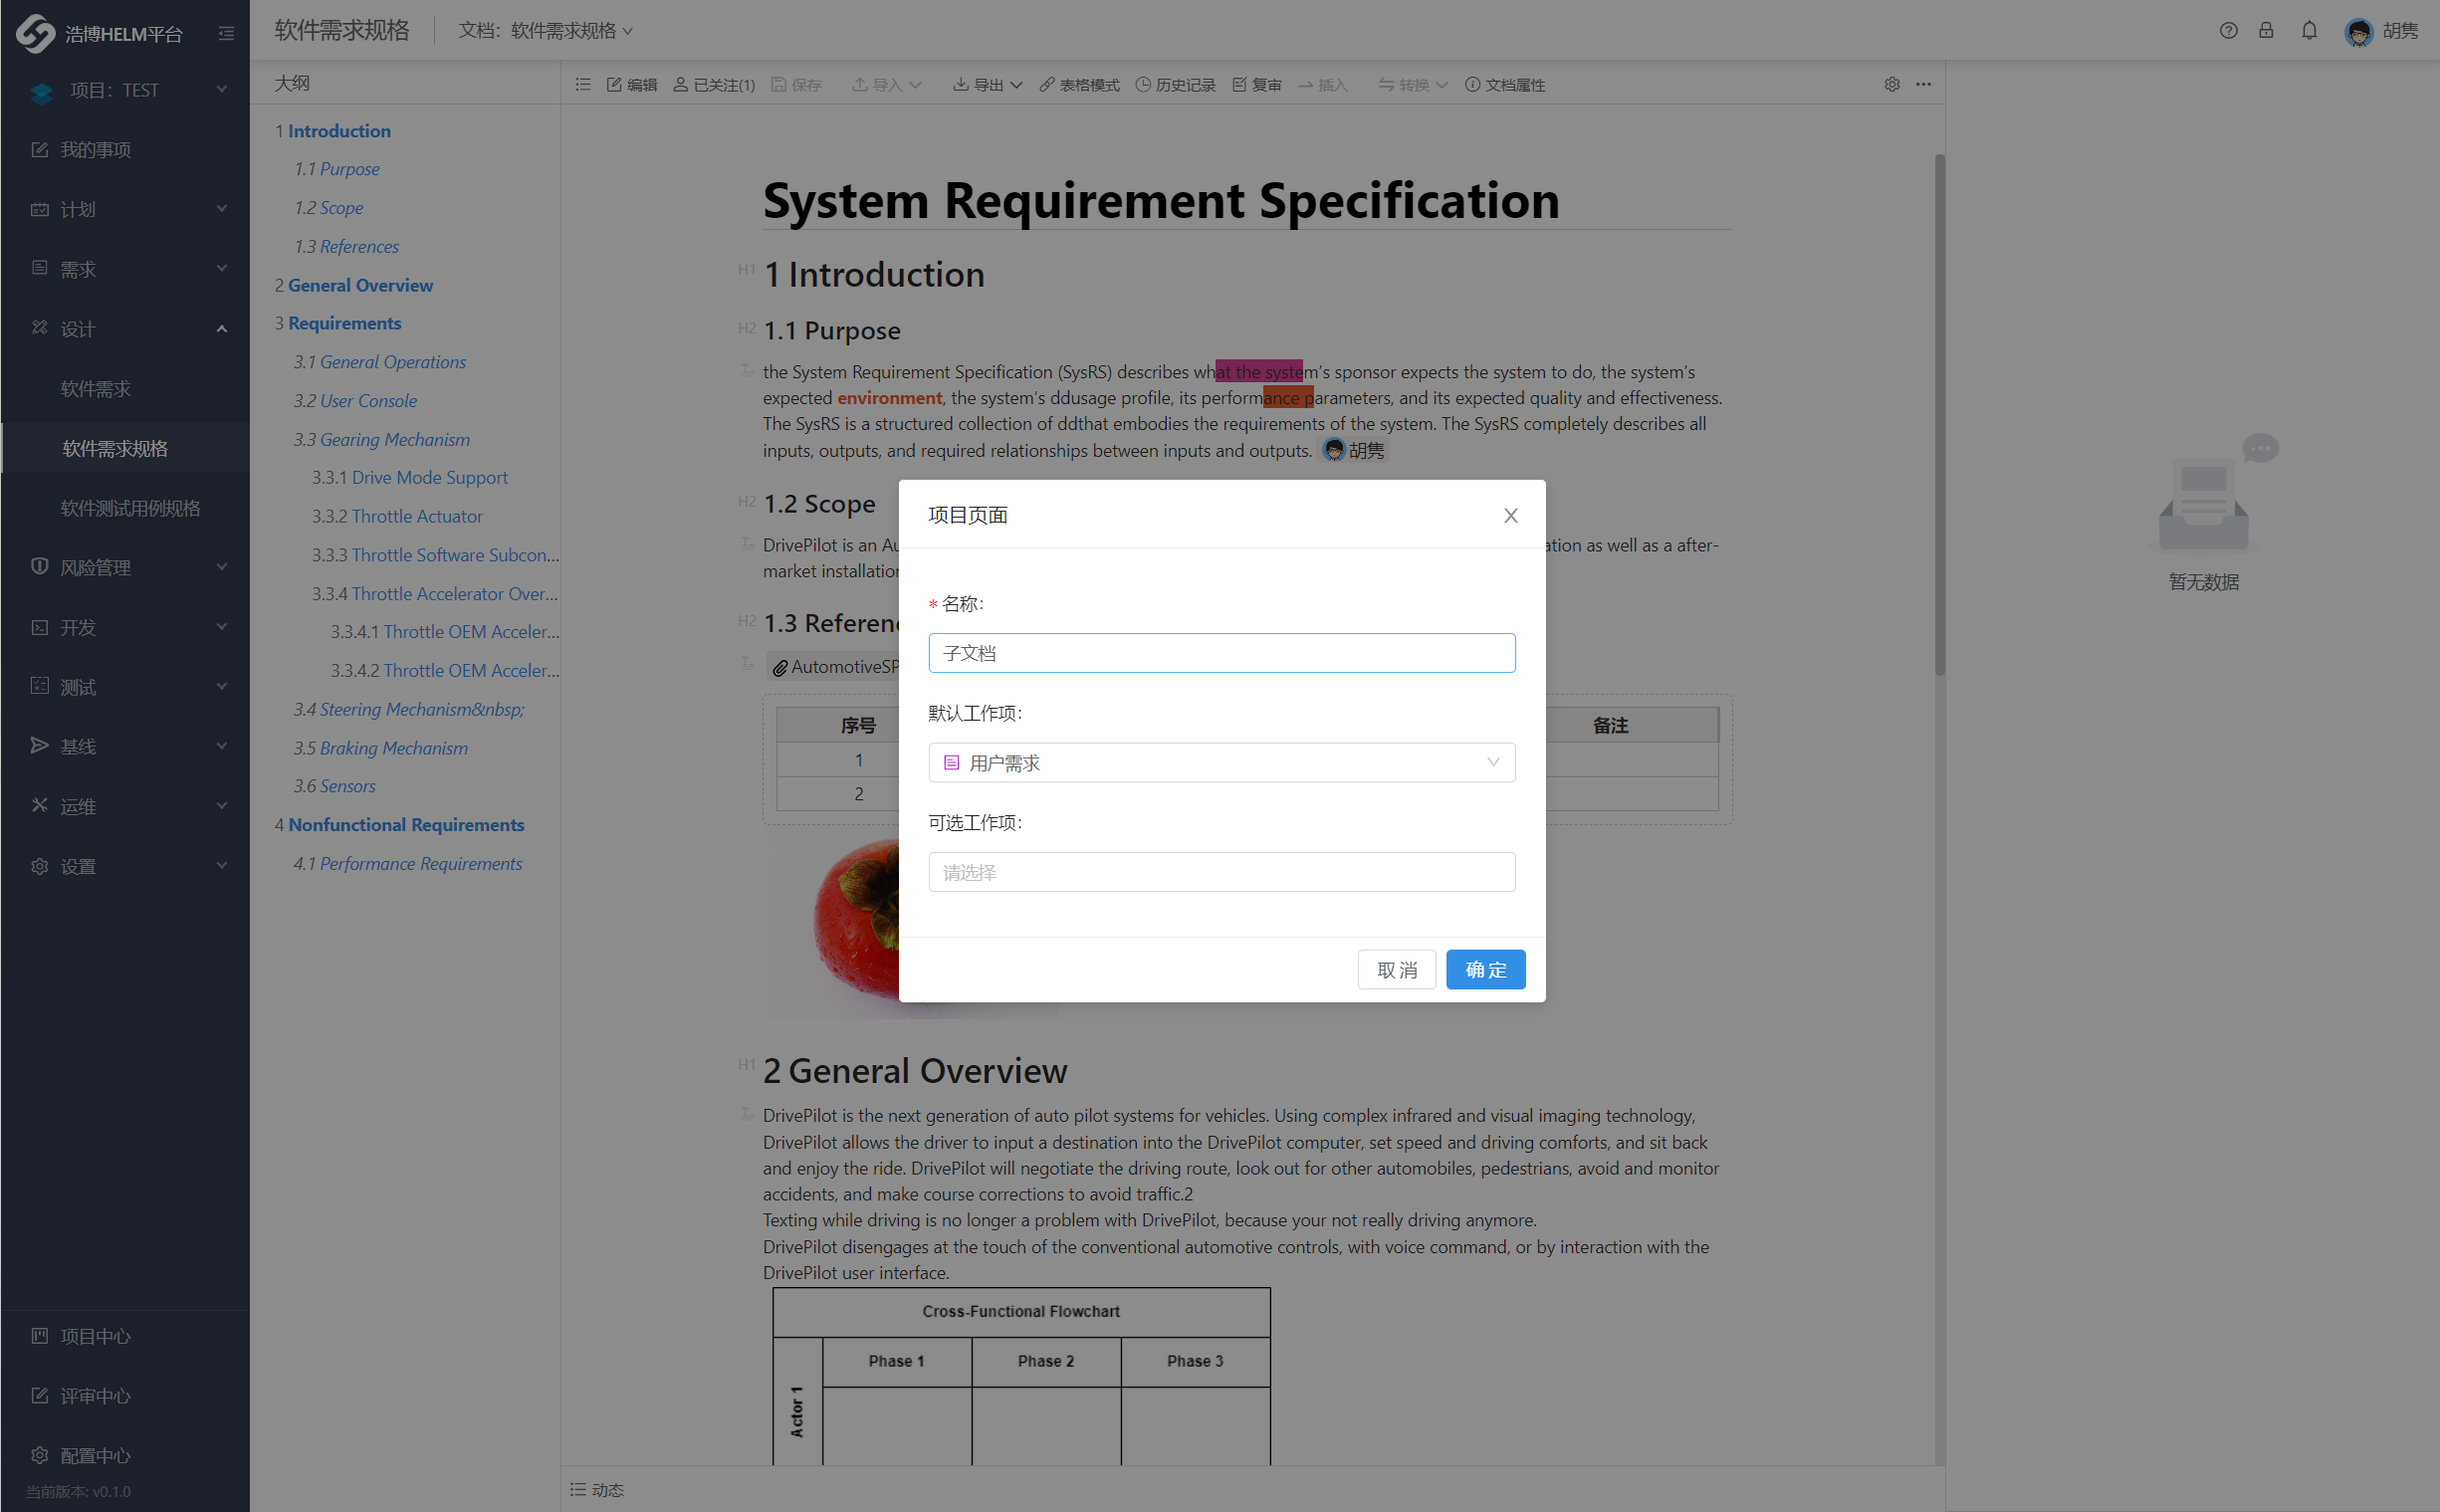 浩博HELM平台
项目：TEST
我的事项
计划
需求
设计
软件需求
软件需求规格
软件测试用例规格
风险管理
开发
测试
基线
运维
设置
项目中心
评审中心
配置中心
当前版本: v0.1.0
软件需求规格
文档：软件需求规格
胡隽
大纲
1 Introduction
1.1 Purpose
1.2 Scope
1.3 References
2 General Overview
3 Requirements
3.1 General Operations
3.2 User Console
3.3 Gearing Mechanism
3.3.1 Drive Mode Support
3.3.2 Throttle Actuator
3.3.3 Throttle Software Subcon...
3.3.4 Throttle Accelerator Over...
3.3.4.1 Throttle OEM Acceler...
3.3.4.2 Throttle OEM Acceler...
3.4 Steering Mechanism&nbsp;
3.5 Braking Mechanism
3.6 Sensors
4 Nonfunctional Requirements
4.1 Performance Requirements
编辑 已关注(1) 保存 导入 导出 表格模式 历史记录 复审 插入 转换 文档属性
System Requirement Specification
H1 1 Introduction
H2 1.1 Purpose
the System Requirement Specification (SysRS) describes what the system’s sponsor expects the system to do, the system’s
expected environment, the system’s ddusage profile, its performance parameters, and its expected quality and effectiveness.
The SysRS is a structured collection of ddthat embodies the requirements of the system. The SysRS completely describes all
inputs, outputs, and required relationships between inputs and outputs. 胡隽
H2 1.2 Scope
DrivePilot is an Au
ation as well as a after-
market installation
H2 1.3 Referen
AutomotiveSP
序号
备注
1
2
项目页面
* 名称:
子文档
默认工作项:
用户需求
可选工作项:
请选择
取 消
确 定
H1 2 General Overview
DrivePilot is the next generation of auto pilot systems for vehicles. Using complex infrared and visual imaging technology,
DrivePilot allows the driver to input a destination into the DrivePilot computer, set speed and driving comforts, and sit back
and enjoy the ride. DrivePilot will negotiate the driving route, look out for other automobiles, pedestrians, avoid and monitor
accidents, and make course corrections to avoid traffic.2
Texting while driving is no longer a problem with DrivePilot, because your not really driving anymore.
DrivePilot disengages at the touch of the conventional automotive controls, with voice command, or by interaction with the
DrivePilot user interface.
Cross-Functional Flowchart
Phase 1
Phase 2
Phase 3
Actor 1
动态
暂无数据